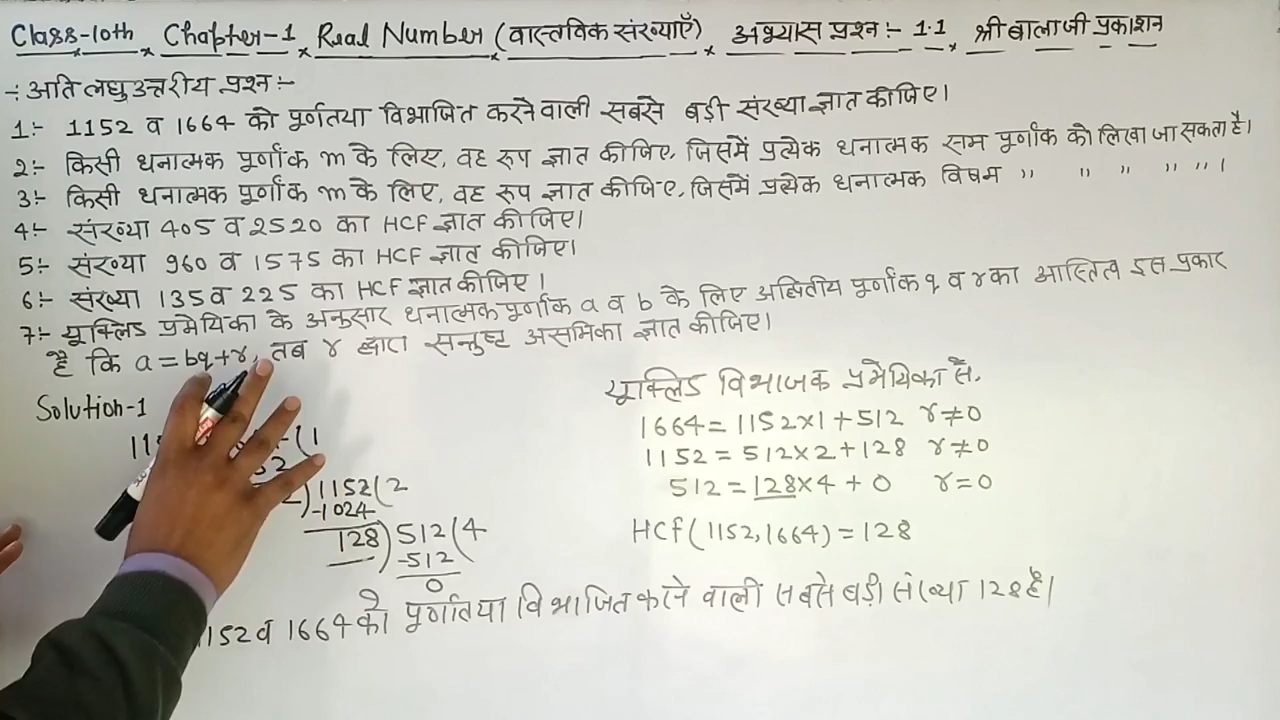 Class-10th Chapter-1 Real Number (वास्तविक संख्याएँ) अभ्यास प्रश्न :- 1.1 श्री बालाजी प्रकाशन
-: अति लघु उत्तरीय प्रश्न :-
1:- 1152 व 1664 को पूर्णतया विभाजित करने वाली सबसे बड़ी संख्या ज्ञात कीजिए।
2:- किसी धनात्मक पूर्णांक m के लिए, वह रूप ज्ञात कीजिए, जिसमें प्रत्येक धनात्मक सम पूर्णांक को लिखा जा सकता है।
3:- किसी धनात्मक पूर्णांक m के लिए, वह रूप ज्ञात कीजिए, जिसमें प्रत्येक धनात्मक विषम ,, ,, ,, ,, ,, ।
4:- संख्या 405 व 2520 का HCF ज्ञात कीजिए।
5:- संख्या 960 व 1575 का HCF ज्ञात कीजिए।
6:- संख्या 135 व 225 का HCF ज्ञात कीजिए।
7:- यूक्लिड प्रमेयिका के अनुसार धनात्मक पूर्णांक a व b के लिए अद्वितीय पूर्णांक q व r का अस्तित्व इस प्रकार
है कि a = bq + r, तब r द्वारा सन्तुष्ट असमिका ज्ञात कीजिए।
Solution-1
(1
1152(2
-1024
128)512(4
-512
0
यूक्लिड विभाजक प्रमेयिका से,
1664 = 1152×1 + 512 r≠0
1152 = 512×2 + 128 r≠0
512 = 128×4 + 0 r=0
HCf(1152,1664) = 128
1152 व 1664 को पूर्णतया विभाजित करने वाली सबसे बड़ी संख्या 128 है।